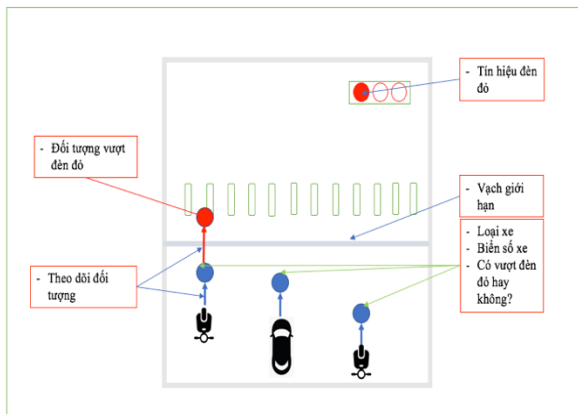 - Tín hiệu đèn
đỏ
- Đối tượng vượt
đèn đỏ
- Vạch giới
hạn
- Loại xe
- Biển số xe
- Có vượt đèn
đỏ hay
không?
- Theo dõi đối
tượng